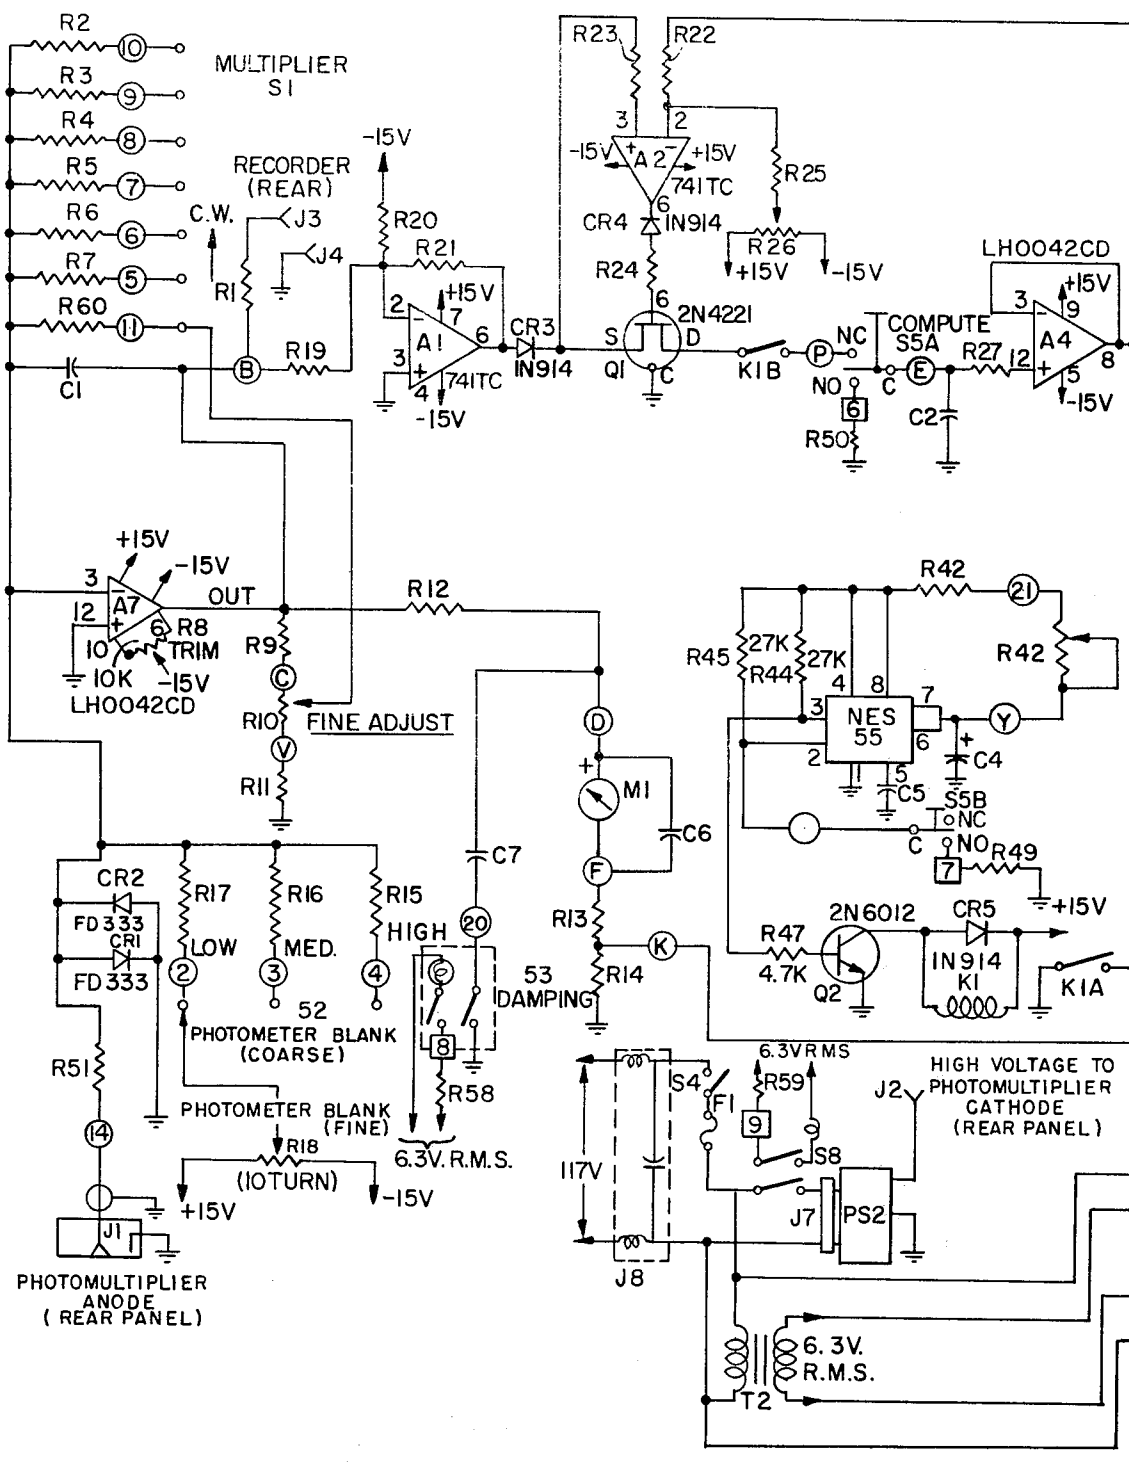 R2
10
R3
9
R4
8
R5
7
R6
6
R7
5
R60
11
C1
MULTIPLIER
S1
RECORDER
(REAR)
C.W.
J3
J4
R1
B
R19
-15V
R20
R21
+15V
2
7
A1
6
3
+
4
741TC
-15V
CR3
1N914
R23
R22
3
2
-15V
+
A2
-
+15V
741TC
6
CR4
1N914
R24
R25
R26
+15V
-15V
6
2N4221
S
D
Q1
C
K1B
P
NC
COMPUTE
S5A
NO
C
E
6
R50
C2
R27
LH0042CD
+15V
3
-
9
A4
12
+
5
8
-15V
+15V
-15V
3
-
A7
12
+
OUT
10
6
R8
TRIM
10K
-15V
LH0042CD
R12
R9
C
R10
FINE ADJUST
V
R11
D
+
M1
C6
F
C7
20
R13
K
R14
R42
21
R45
27K
R44
27K
R42
4
8
7
3
NES
55
2
6
Y
+
C4
1
5
C5
S5B
NC
C
NO
7
R49
2N6012
CR5
+15V
R47
4.7K
Q2
1N914
K1
K1A
CR2
FD333
CR1
FD333
R17
R16
R15
LOW
MED.
HIGH
2
3
4
52
PHOTOMETER BLANK
(COARSE)
53
DAMPING
8
R58
6.3V.R.M.S.
R51
14
PHOTOMETER BLANK
(FINE)
R18
(10TURN)
+15V
-15V
J1
PHOTOMULTIPLIER
ANODE
(REAR PANEL)
117V
J8
S4
F1
6.3VRMS
R59
9
S8
J7
PS2
J2
HIGH VOLTAGE TO
PHOTOMULTIPLIER
CATHODE
(REAR PANEL)
6.3V.
R.M.S.
T2